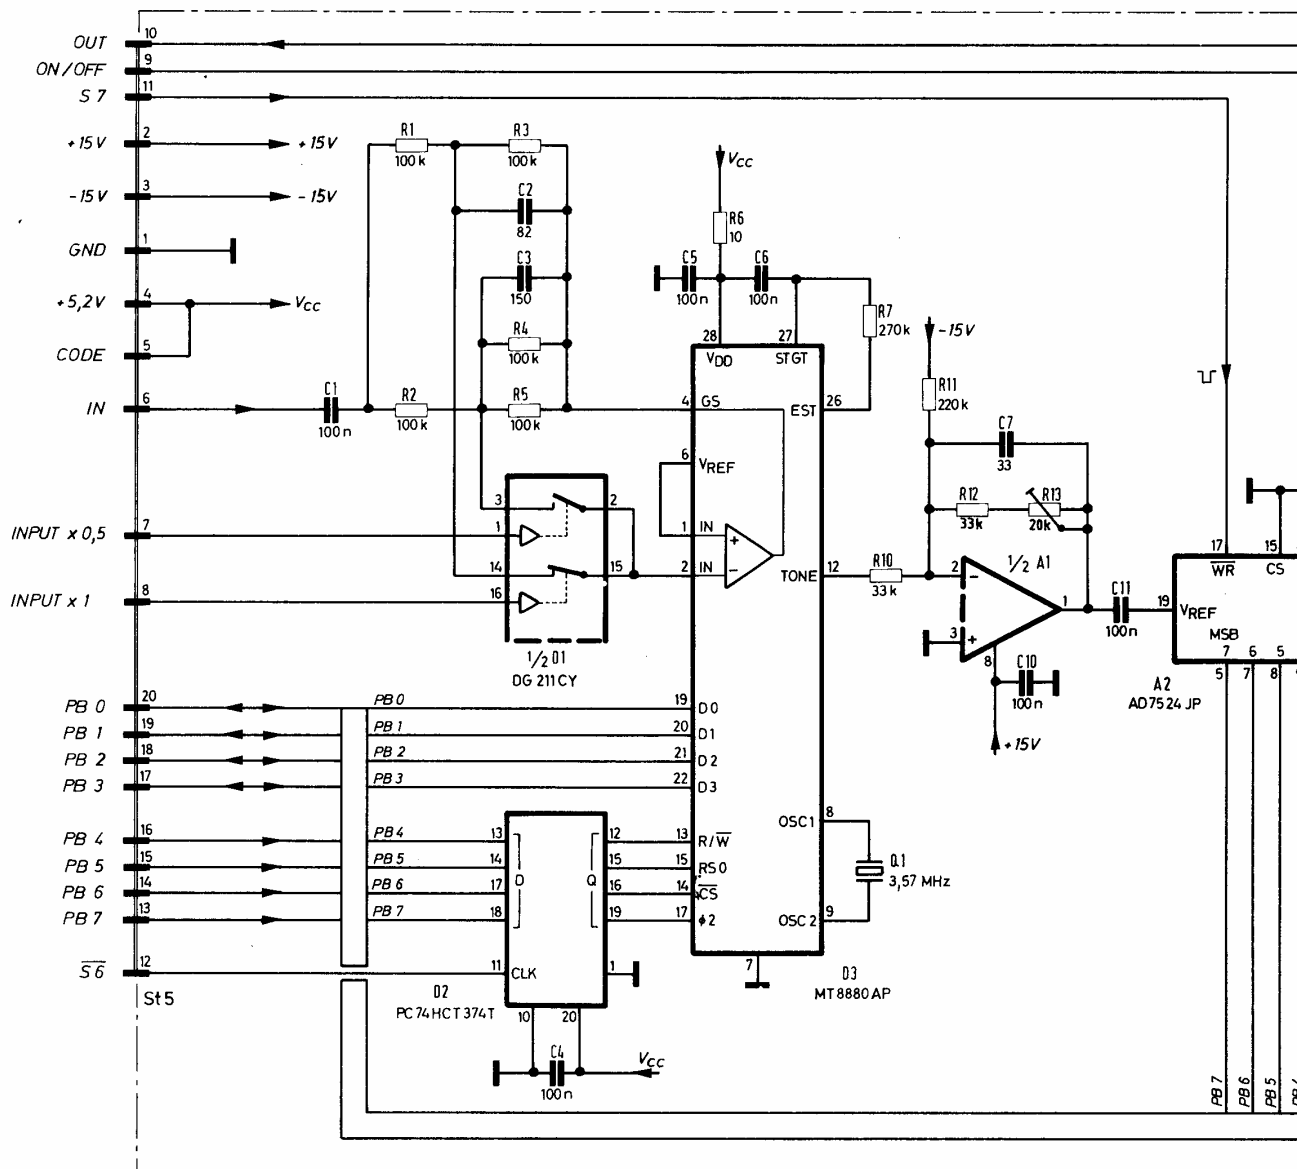 OUT 10
ON/OFF 9
S7 11
+15V 2 +15V
-15V 3 -15V
GND 1
+5,2V 4 VCC
CODE 5
IN 6
INPUT x 0,5 7
INPUT x 1 8
PB 0 20
PB 1 19
PB 2 18
PB 3 17
PB 4 16
PB 5 15
PB 6 14
PB 7 13
S6 12
St5
R1
100k
R3
100k
C2
82
C3
150
R4
100k
C1
100n
R2
100k
R5
100k
3 2
1
14 15
16
1/2 D1
DG 211CY
PB 0
PB 1
PB 2
PB 3
PB 4 13 12
PB 5 14 15
PB 6 17 16
PB 7 18 19
D Q
11 CLK 1
D2
PC74HCT374T
10 20
C4
100n
VCC
VCC
R6
10
C5
100n
C6
100n
R7
270k
28 27
VDD STGT
4 GS
EST 26
6 VREF
1 IN
+
2 IN
-
TONE 12
19 D0
20 D1
21 D2
22 D3
13 R/W
15 RS0
14 CS
17 ϕ2
OSC1 8
OSC2 9
7
D3
MT8880AP
Q1
3,57 MHz
-15V
R11
220k
C7
33
R12
33k
R13
20k
R10
33k
1/2 A1
2 -
3 +
1
8
C10
100n
+15V
C11
100n
17 15
WR CS
19 VREF
MSB
7 6 5
5 7 8
A2
AD7524JP
PB 7
PB 6
PB 5